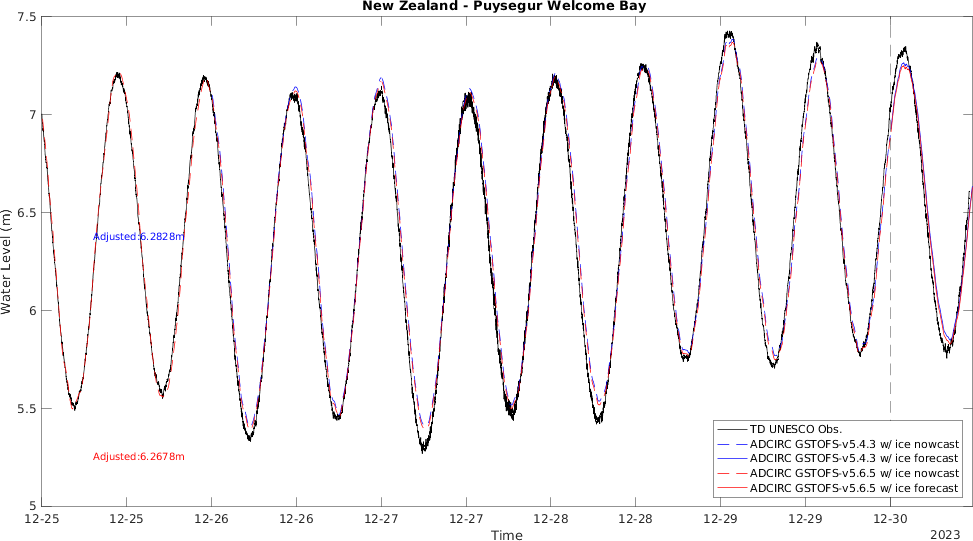 New Zealand - Puysegur Welcome Bay
7.5
7
6.5
6
5.5
5
Water Level (m)
Adjusted:6.2828m
Adjusted:6.2678m
TD UNESCO Obs.
ADCIRC GSTOFS-v5.4.3 w/ ice nowcast
ADCIRC GSTOFS-v5.4.3 w/ ice forecast
ADCIRC GSTOFS-v5.6.5 w/ ice nowcast
ADCIRC GSTOFS-v5.6.5 w/ ice forecast
12-25 12-25 12-26 12-26 12-27 12-27 12-28 12-28 12-29 12-29 12-30
Time
2023